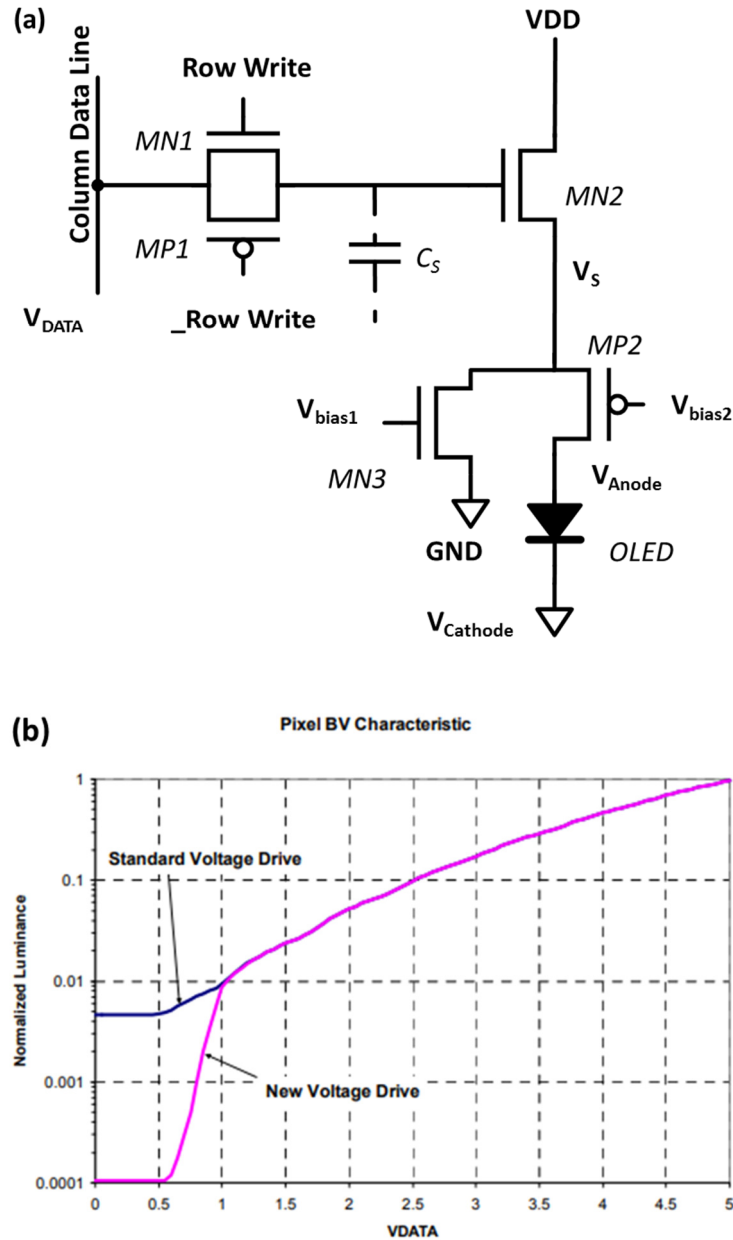 (a)
VDD
Column Data Line
Row Write
MN1
MN2
MP1
C_S
V_S
V_DATA
_Row Write
MP2
V_bias1
V_bias2
MN3
V_Anode
GND
OLED
V_Cathode
(b)
Pixel BV Characteristic
1
Standard Voltage Drive
0.1
Normalized Luminance
0.01
0.001
New Voltage Drive
0.0001
0 0.5 1 1.5 2 2.5 3 3.5 4 4.5 5
VDATA